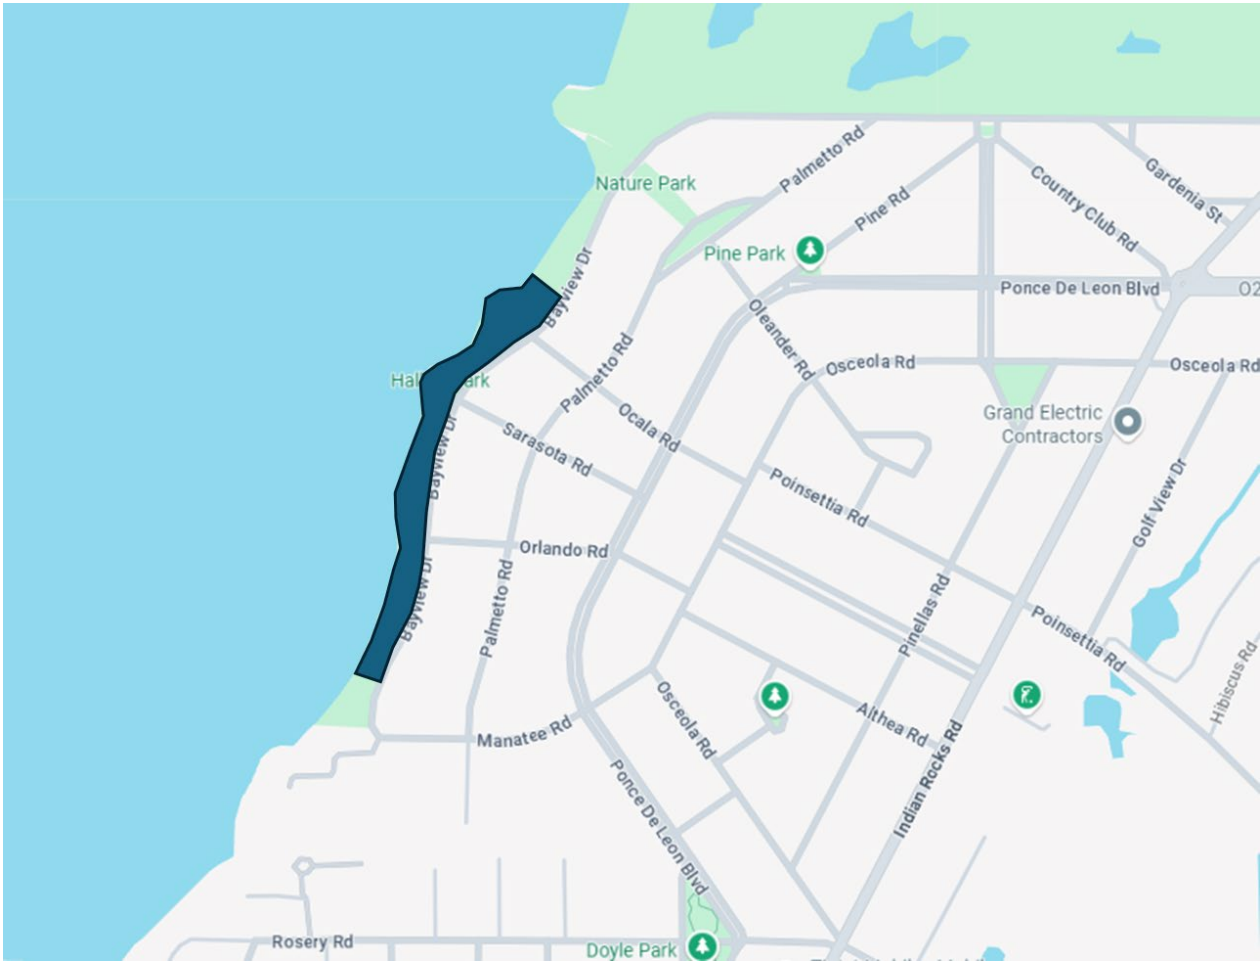 Palmetto Rd
Gardenia St
Nature Park
Country Club Rd
Pine Rd
Pine Park
Bayview Dr
Ponce De Leon Blvd
Oleander Rd
Palmetto Rd
Osceola Rd
Osceola Rd
Ocala Rd
Grand Electric
Contractors
Sarasota Rd
Bayview Dr
Poinsettia Rd
Golf View Dr
Orlando Rd
Bayview Dr
Palmetto Rd
Pinellas Rd
Poinsettia Rd
Hibiscus Rd
Osceola Rd
Althea Rd
Manatee Rd
Indian Rocks Rd
Ponce De Leon Blvd
Rosery Rd
Doyle Park